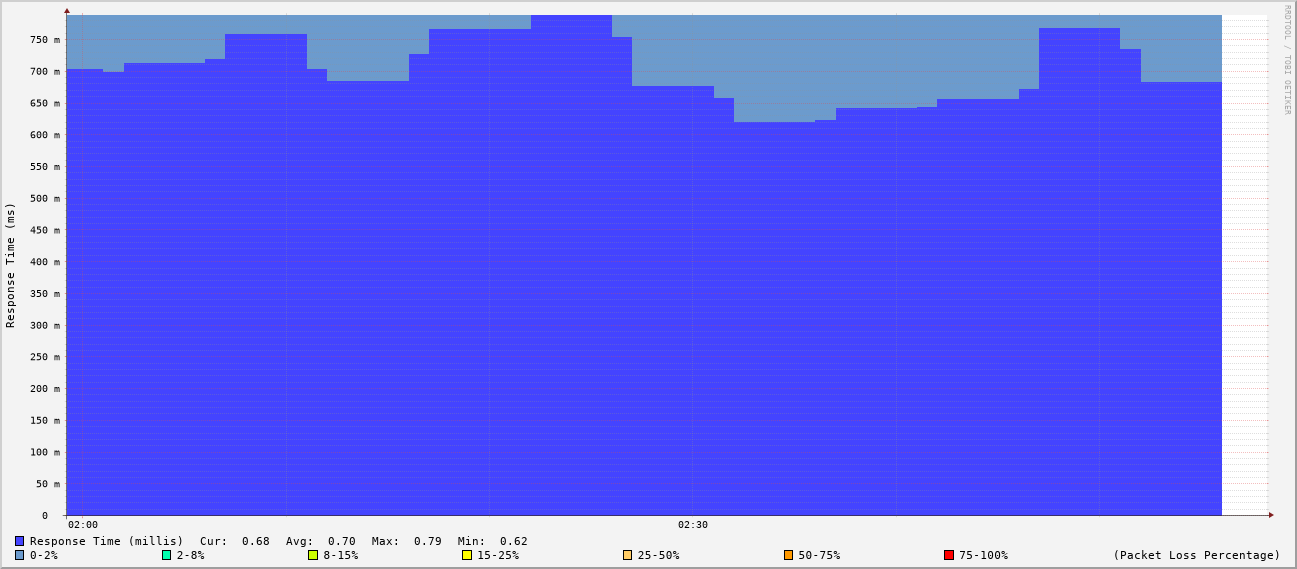 RRDTOOL / TOBI OETIKER
Response Time (ms)
750 m
700 m
650 m
600 m
550 m
500 m
450 m
400 m
350 m
300 m
250 m
200 m
150 m
100 m
50 m
0
02:00 02:30
Response Time (millis) Cur: 0.68 Avg: 0.70 Max: 0.79 Min: 0.62
0-2% 2-8% 8-15% 15-25% 25-50% 50-75% 75-100% (Packet Loss Percentage)